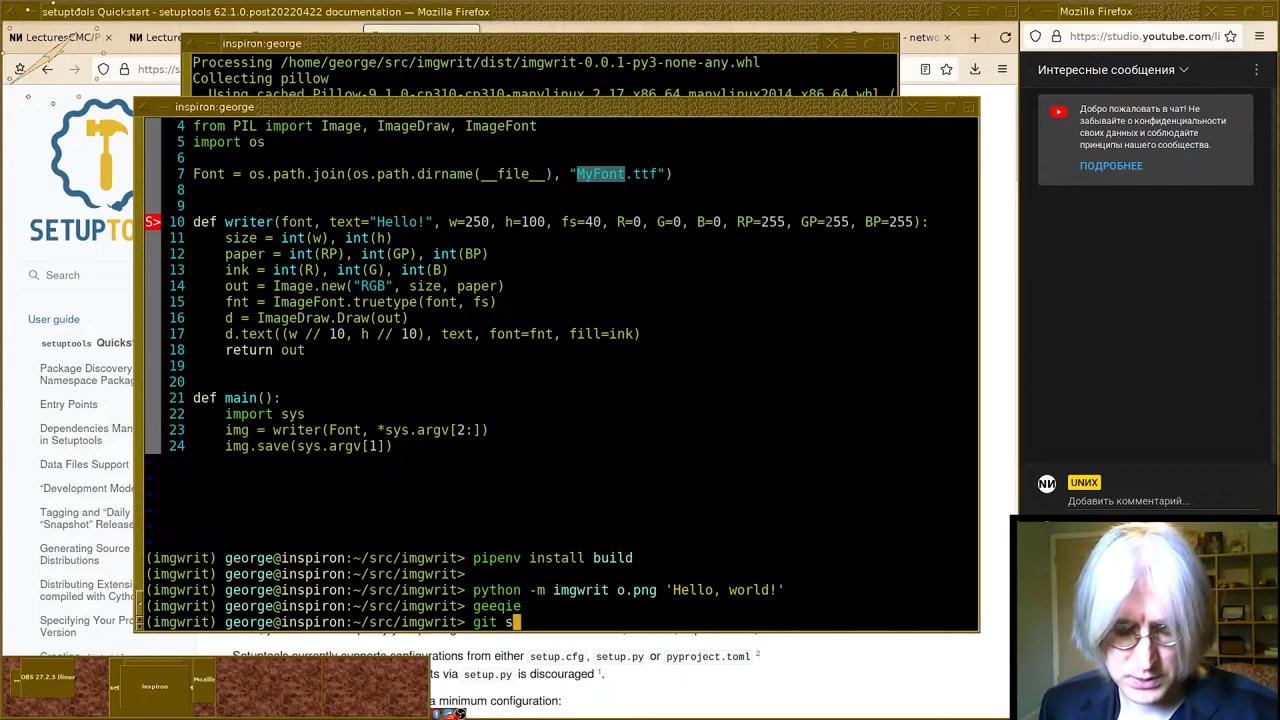 setuptools Quickstart - setuptools 62.1.0.post20220422 documentation — Mozilla Firefox
Mozilla Firefox
ИИ LecturesCMC/P
ИИ Lectur
- netwo
https://s
https://studio.youtube.com/li
inspiron:george
Processing /home/george/src/imgwrit/dist/imgwrit-0.0.1-py3-none-any.whl
Collecting pillow
Using cached Pillow-9.1.0-cp310-cp310-manylinux_2_17_x86_64.manylinux2014_x86_64.whl (
inspiron:george
4 from PIL import Image, ImageDraw, ImageFont
5 import os
6
7 Font = os.path.join(os.path.dirname(__file__), "MyFont.ttf")
8
9
S> 10 def writer(font, text="Hello!", w=250, h=100, fs=40, R=0, G=0, B=0, RP=255, GP=255, BP=255):
11     size = int(w), int(h)
12     paper = int(RP), int(GP), int(BP)
13     ink = int(R), int(G), int(B)
14     out = Image.new("RGB", size, paper)
15     fnt = ImageFont.truetype(font, fs)
16     d = ImageDraw.Draw(out)
17     d.text((w // 10, h // 10), text, font=fnt, fill=ink)
18     return out
19
20
21 def main():
22     import sys
23     img = writer(Font, *sys.argv[2:])
24     img.save(sys.argv[1])
~
~
~
~
~
(imgwrit) george@inspiron:~/src/imgwrit> pipenv install build
(imgwrit) george@inspiron:~/src/imgwrit>
(imgwrit) george@inspiron:~/src/imgwrit> python -m imgwrit o.png 'Hello, world!'
(imgwrit) george@inspiron:~/src/imgwrit> geeqie
(imgwrit) george@inspiron:~/src/imgwrit> git s
SETUPTO
Search
User guide
setuptools Quicks
Package Discovery
Namespace Packa
Entry Points
Dependencies Man
in Setuptools
Data Files Support
“Development Mode
Tagging and “Daily
“Snapshot” Release
Generating Source
Distributions
Distributing Extensi
compiled with Cyth
Specifying Your Pro
Version
Setuptools currently supports configurations from either setup.cfg, setup.py or pyproject.toml 2
ts via setup.py is discouraged 1.
a minimum configuration:
Интересные сообщения
Добро пожаловать в чат! Не
забывайте о конфиденциальности
своих данных и соблюдайте
принципы нашего сообщества.
ПОДРОБНЕЕ
ИИ UNИX
Добавить комментарий...
OBS 27.2.3 (linux
inspiron
Mozilla